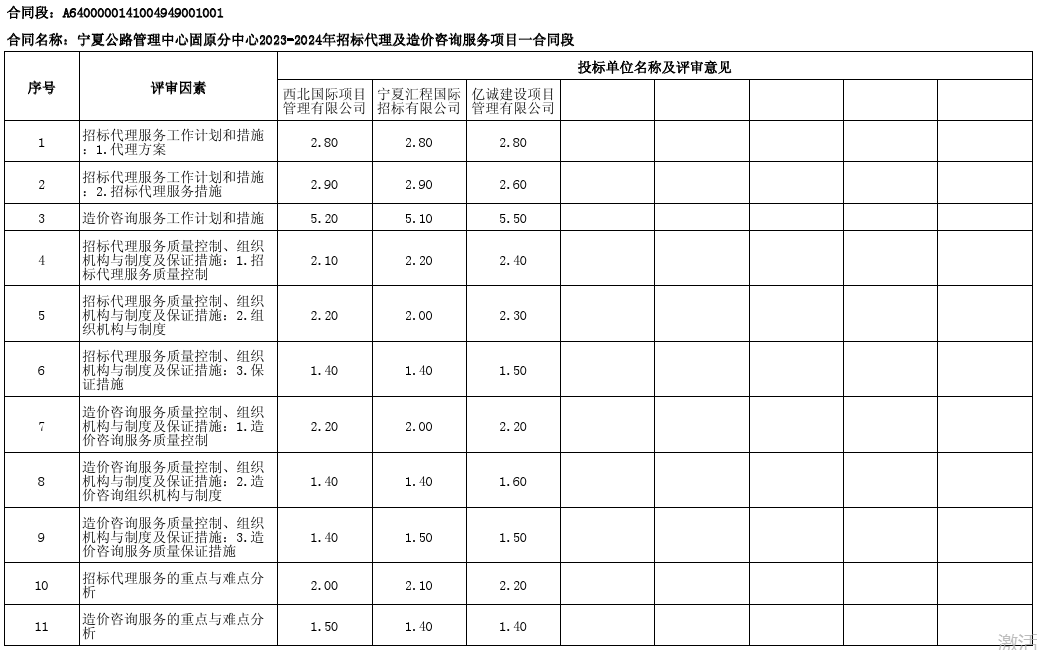 合同段：A6400000141004949001001
合同名称：宁夏公路管理中心固原分中心2023-2024年招标代理及造价咨询服务项目一合同段
序号 评审因素 投标单位名称及评审意见
西北国际项目 宁夏汇程国际 亿诚建设项目
管理有限公司 招标有限公司 管理有限公司
招标代理服务工作计划和措施
1 ：1.代理方案 2.80 2.80 2.80
招标代理服务工作计划和措施
2 ：2.招标代理服务措施 2.90 2.90 2.60
3 造价咨询服务工作计划和措施 5.20 5.10 5.50
招标代理服务质量控制、组织
4 机构与制度及保证措施：1.招 2.10 2.20 2.40
标代理服务质量控制
招标代理服务质量控制、组织
5 机构与制度及保证措施：2.组 2.20 2.00 2.30
织机构与制度
招标代理服务质量控制、组织
6 机构与制度及保证措施：3.保 1.40 1.40 1.50
证措施
造价咨询服务质量控制、组织
7 机构与制度及保证措施：1.造 2.20 2.00 2.20
价咨询服务质量控制
造价咨询服务质量控制、组织
8 机构与制度及保证措施：2.造 1.40 1.40 1.60
价咨询组织机构与制度
造价咨询服务质量控制、组织
9 机构与制度及保证措施：3.造 1.40 1.50 1.50
价咨询服务质量保证措施
招标代理服务的重点与难点分
10 析 2.00 2.10 2.20
造价咨询服务的重点与难点分
11 析 1.50 1.40 1.40
激活